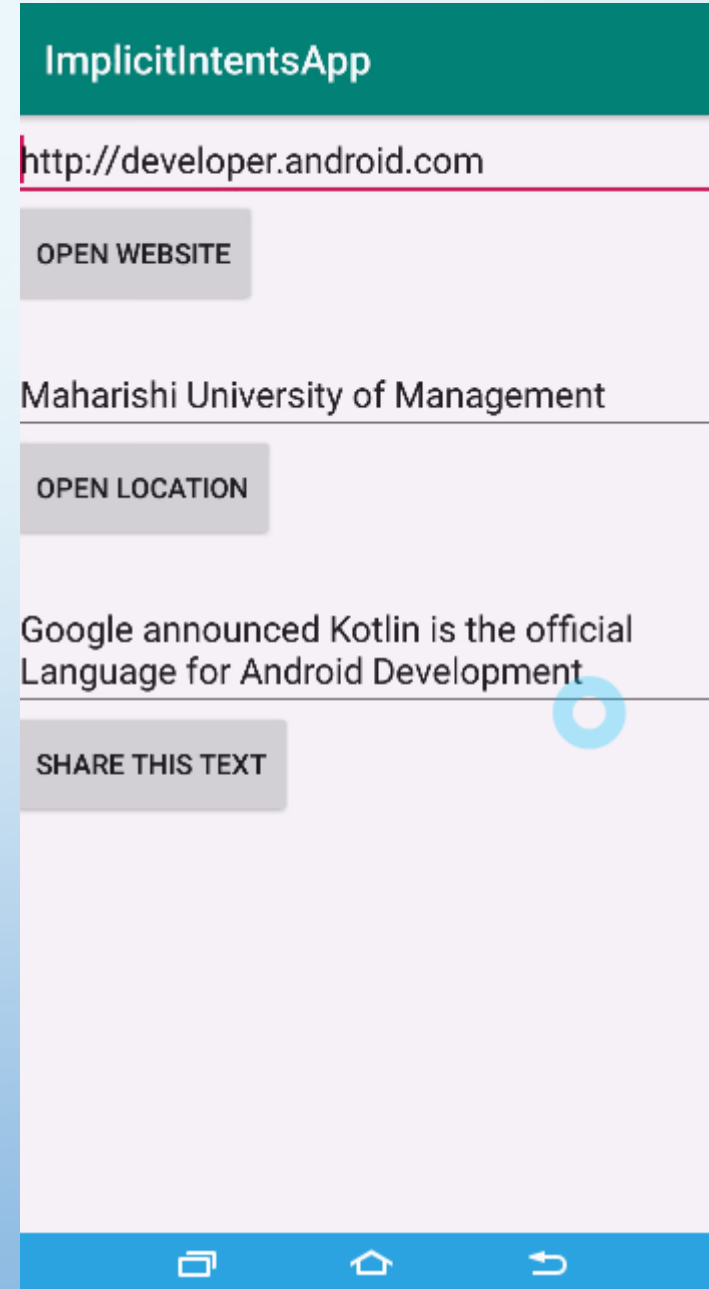 ImplicitIntentsApp
http://developer.android.com
OPEN WEBSITE
Maharishi University of Management
OPEN LOCATION
Google announced Kotlin is the official
Language for Android Development
SHARE THIS TEXT